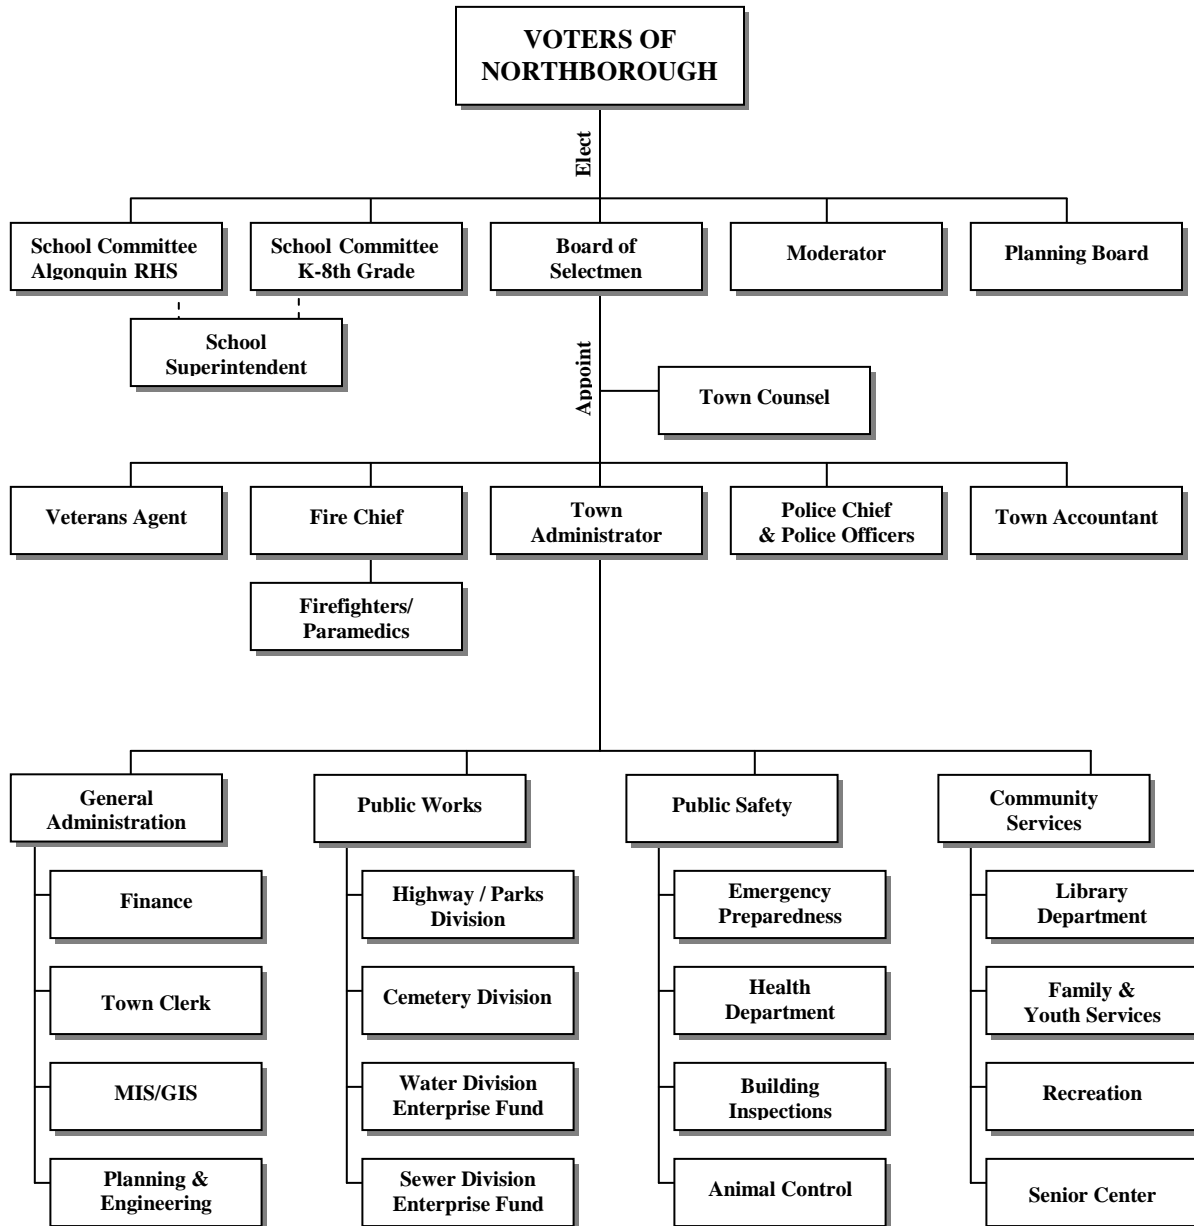 VOTERS OF
NORTHBOROUGH
Elect
School Committee
Algonquin RHS
School Committee
K-8th Grade
Board of
Selectmen
Moderator
Planning Board
School
Superintendent
Appoint
Town Counsel
Veterans Agent
Fire Chief
Town
Administrator
Police Chief
& Police Officers
Town Accountant
Firefighters/
Paramedics
General
Administration
Public Works
Public Safety
Community
Services
Finance
Highway / Parks
Division
Emergency
Preparedness
Library
Department
Town Clerk
Cemetery Division
Health
Department
Family &
Youth Services
MIS/GIS
Water Division
Enterprise Fund
Building
Inspections
Recreation
Planning &
Engineering
Sewer Division
Enterprise Fund
Animal Control
Senior Center